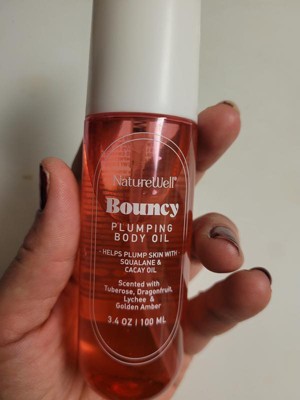 NatureWell®
Bouncy
PLUMPING
BODY OIL
- HELPS PLUMP SKIN WITH
SQUALANE &
CACAY OIL
Scented with
Tuberose, Dragonfruit,
Lychee &
Golden Amber
3.4 OZ | 100 ML